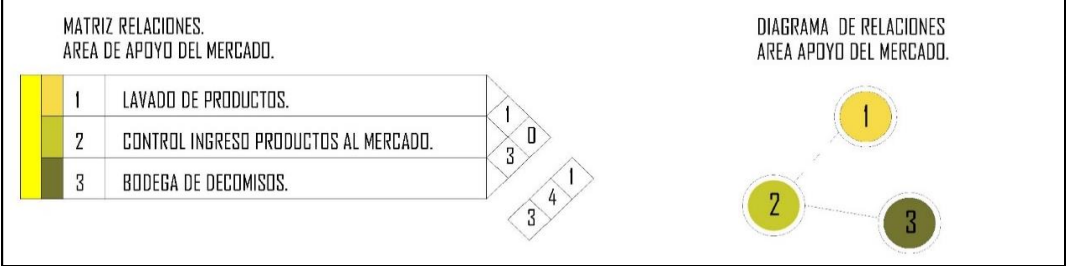 MATRIZ RELACIONES.
AREA DE APOYO DEL MERCADO.
1 LAVADO DE PRODUCTOS.
2 CONTROL INGRESO PRODUCTOS AL MERCADO.
3 BODEGA DE DECOMISOS.
1
0
3
1
4
3
DIAGRAMA DE RELACIONES
AREA APOYO DEL MERCADO.
1
2
3